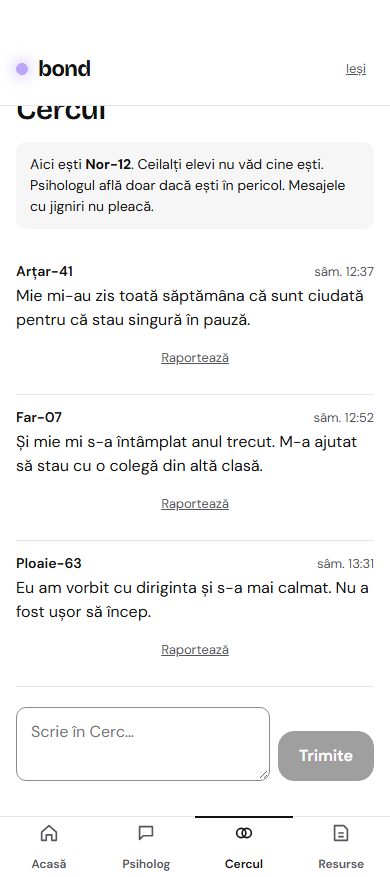 bond
Ieși
Cercul
Aici ești Nor-12. Ceilalți elevi nu văd cine ești.
Psihologul află doar dacă ești în pericol. Mesajele
cu jigniri nu pleacă.
Arțar-41
sâm. 12:37
Mie mi-au zis toată săptămâna că sunt ciudată
pentru că stau singură în pauză.
Raportează
Far-07
sâm. 12:52
Și mie mi s-a întâmplat anul trecut. M-a ajutat
să stau cu o colegă din altă clasă.
Raportează
Ploaie-63
sâm. 13:31
Eu am vorbit cu diriginta și s-a mai calmat. Nu a
fost ușor să încep.
Raportează
Scrie în Cerc...
Trimite
Acasă
Psiholog
Cercul
Resurse